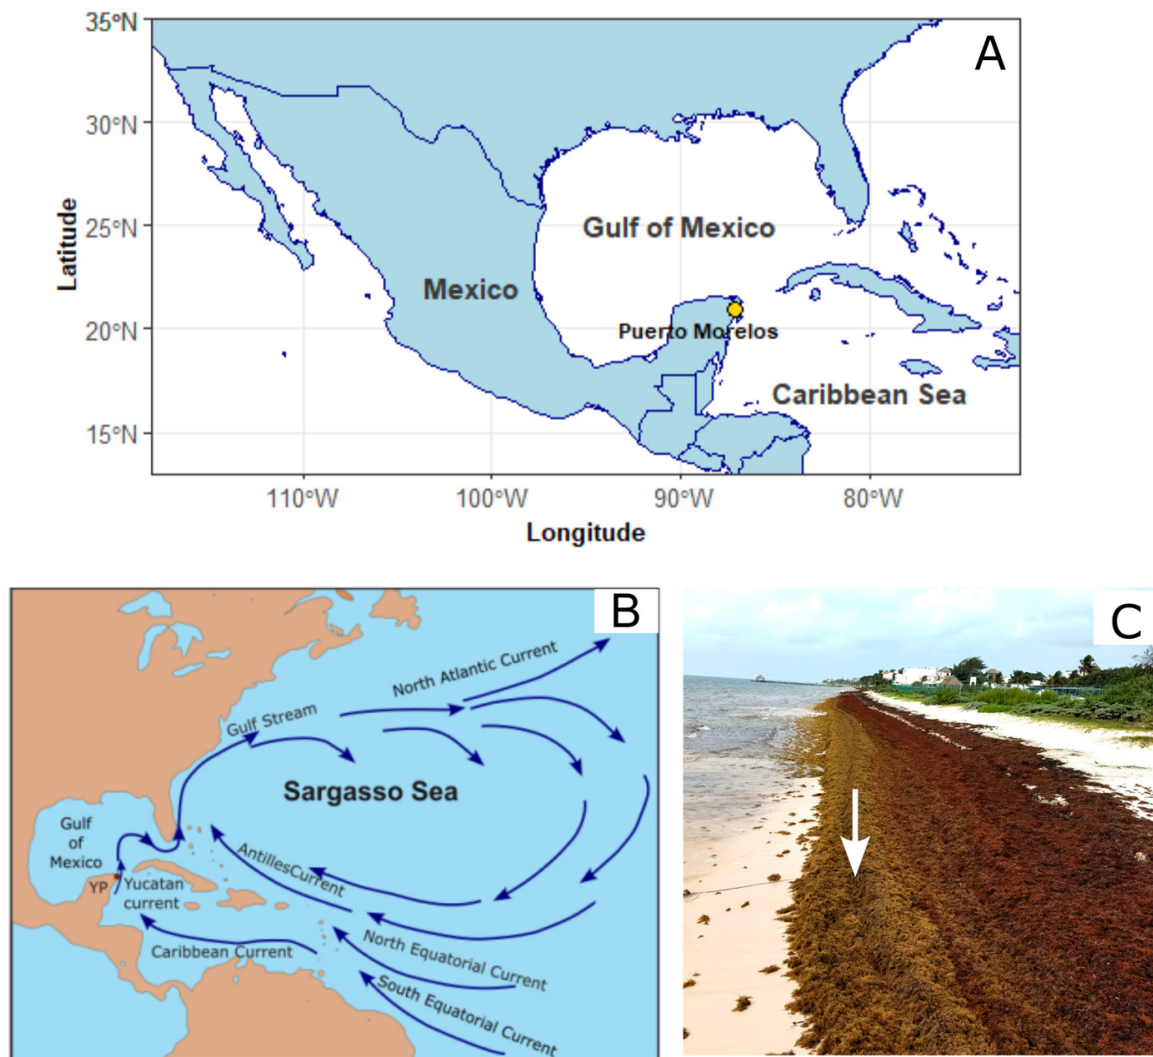 A
35°N
30°N
25°N
20°N
15°N
Latitude
Gulf of Mexico
Mexico
Puerto Morelos
Caribbean Sea
110°W
100°W
90°W
80°W
Longitude
B
North Atlantic Current
Gulf Stream
Sargasso Sea
Gulf
of
Mexico
YP
Yucatan
current
AntillesCurrent
Caribbean Current
North Equatorial Current
South Equatorial Current
C